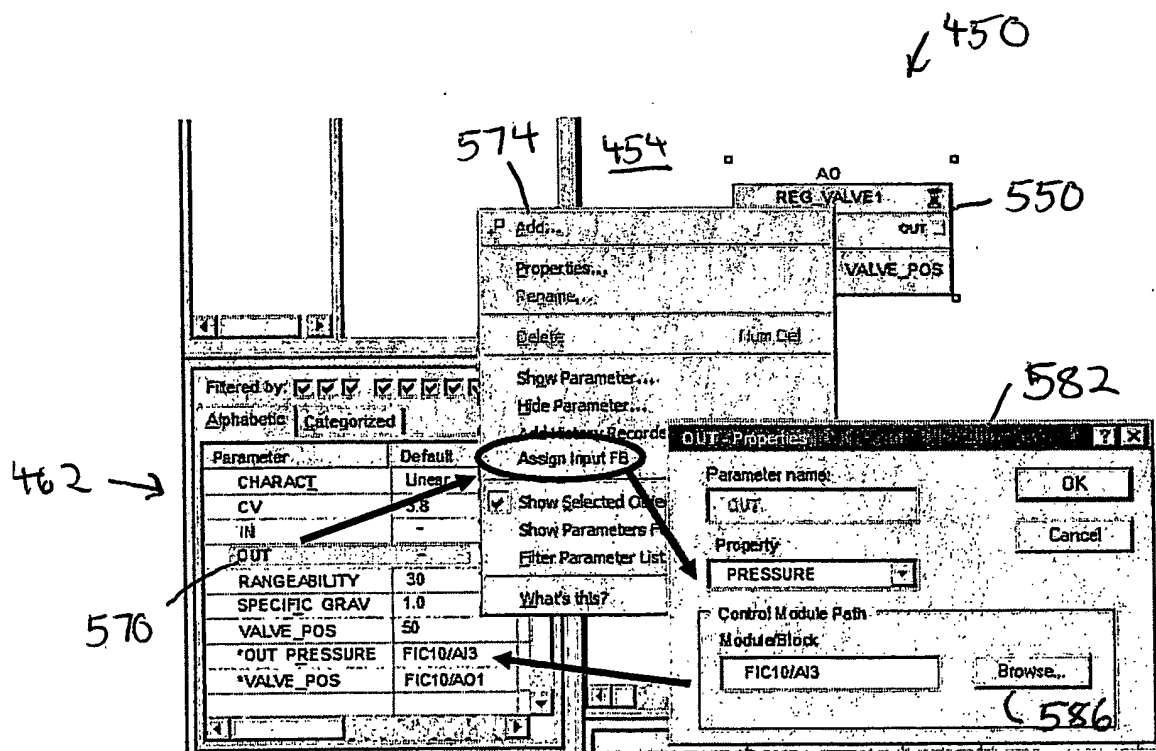 450
574
454
AO
REG_VALVE1
550
Add...
OUT
Properties...
VALVE_POS
Rename...
Delete
Num Del
Show Parameter...
Hide Parameter...
Filtered by:
Alphabetic Categorized
582
Parameter Default
Assign Input FB
OUT - Properties
462
CHARACT Linear
CV 3.8
IN -
OUT -
RANGEABILITY 30
SPECIFIC GRAV 1.0
VALVE_POS 50
*OUT PRESSURE FIC10/AI3
*VALVE_POS FIC10/AO1
570
Show Selected
Show Parameters
Filter Parameter List
What's this?
Parameter name:
OUT
OK
Cancel
Property
PRESSURE
Control Module Path
Module/Block
FIC10/AI3
Browse...
586